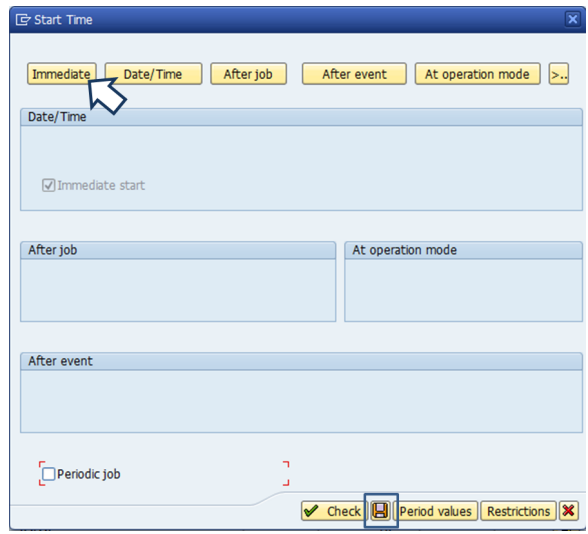 Start Time
Immediate Date/Time After job After event At operation mode >..
Date/Time
Immediate start
After job At operation mode
After event
Periodic job
Check Period values Restrictions